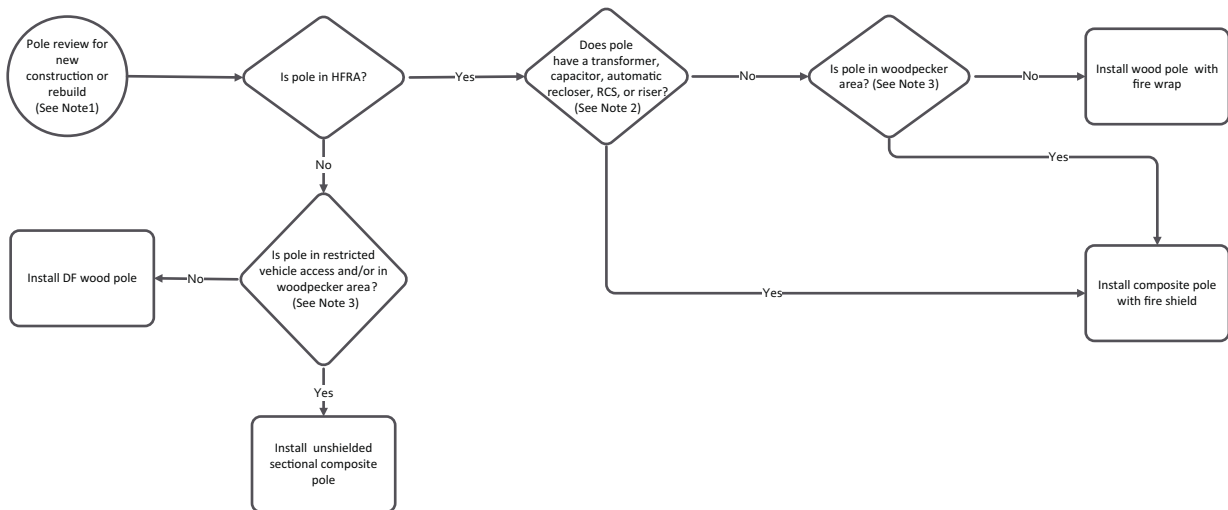 Pole review for
new
construction or
rebuild
(See Note1)
Is pole in HFRA?
Yes
Does pole
have a transformer,
capacitor, automatic
recloser, RCS, or riser?
(See Note 2)
No
Is pole in woodpecker
area? (See Note 3)
No
Install wood pole with
fire wrap
Yes
No
Install DF wood pole
No
Is pole in restricted
vehicle access and/or in
woodpecker area?
(See Note 3)
Yes
Install composite pole
with fire shield
Yes
Install unshielded
sectional composite
pole